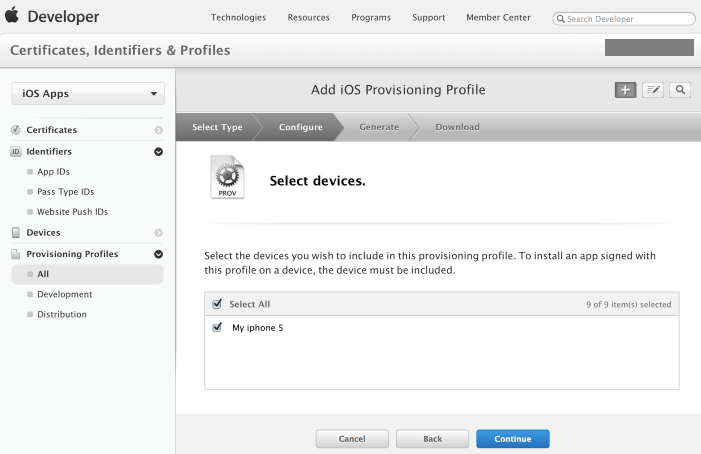 Developer
Technologies Resources Programs Support Member Center Search Developer
Certificates, Identifiers & Profiles
iOS Apps
Add iOS Provisioning Profile
Select Type Configure Generate Download
Certificates
ID Identifiers
App IDs
Pass Type IDs
Website Push IDs
Devices
Provisioning Profiles
All
Development
Distribution
PROV
Select devices.
Select the devices you wish to include in this provisioning profile. To install an app signed with
this profile on a device, the device must be included.
Select All 9 of 9 item(s) selected
My iphone 5
Cancel Back Continue